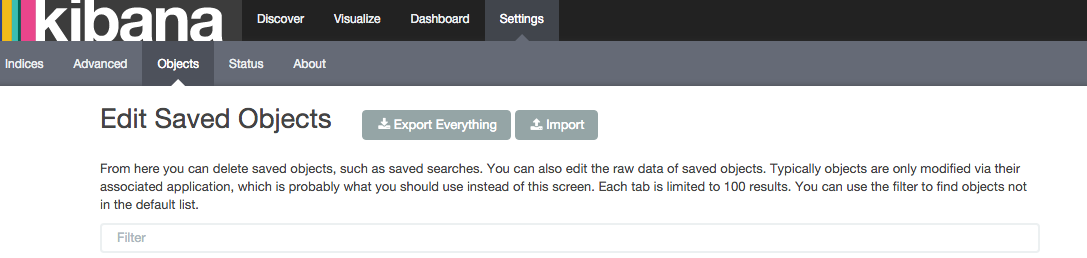 kibana Discover Visualize Dashboard Settings
Indices Advanced Objects Status About
Edit Saved Objects Export Everything Import
From here you can delete saved objects, such as saved searches. You can also edit the raw data of saved objects. Typically objects are only modified via their
associated application, which is probably what you should use instead of this screen. Each tab is limited to 100 results. You can use the filter to find objects not
in the default list.
Filter